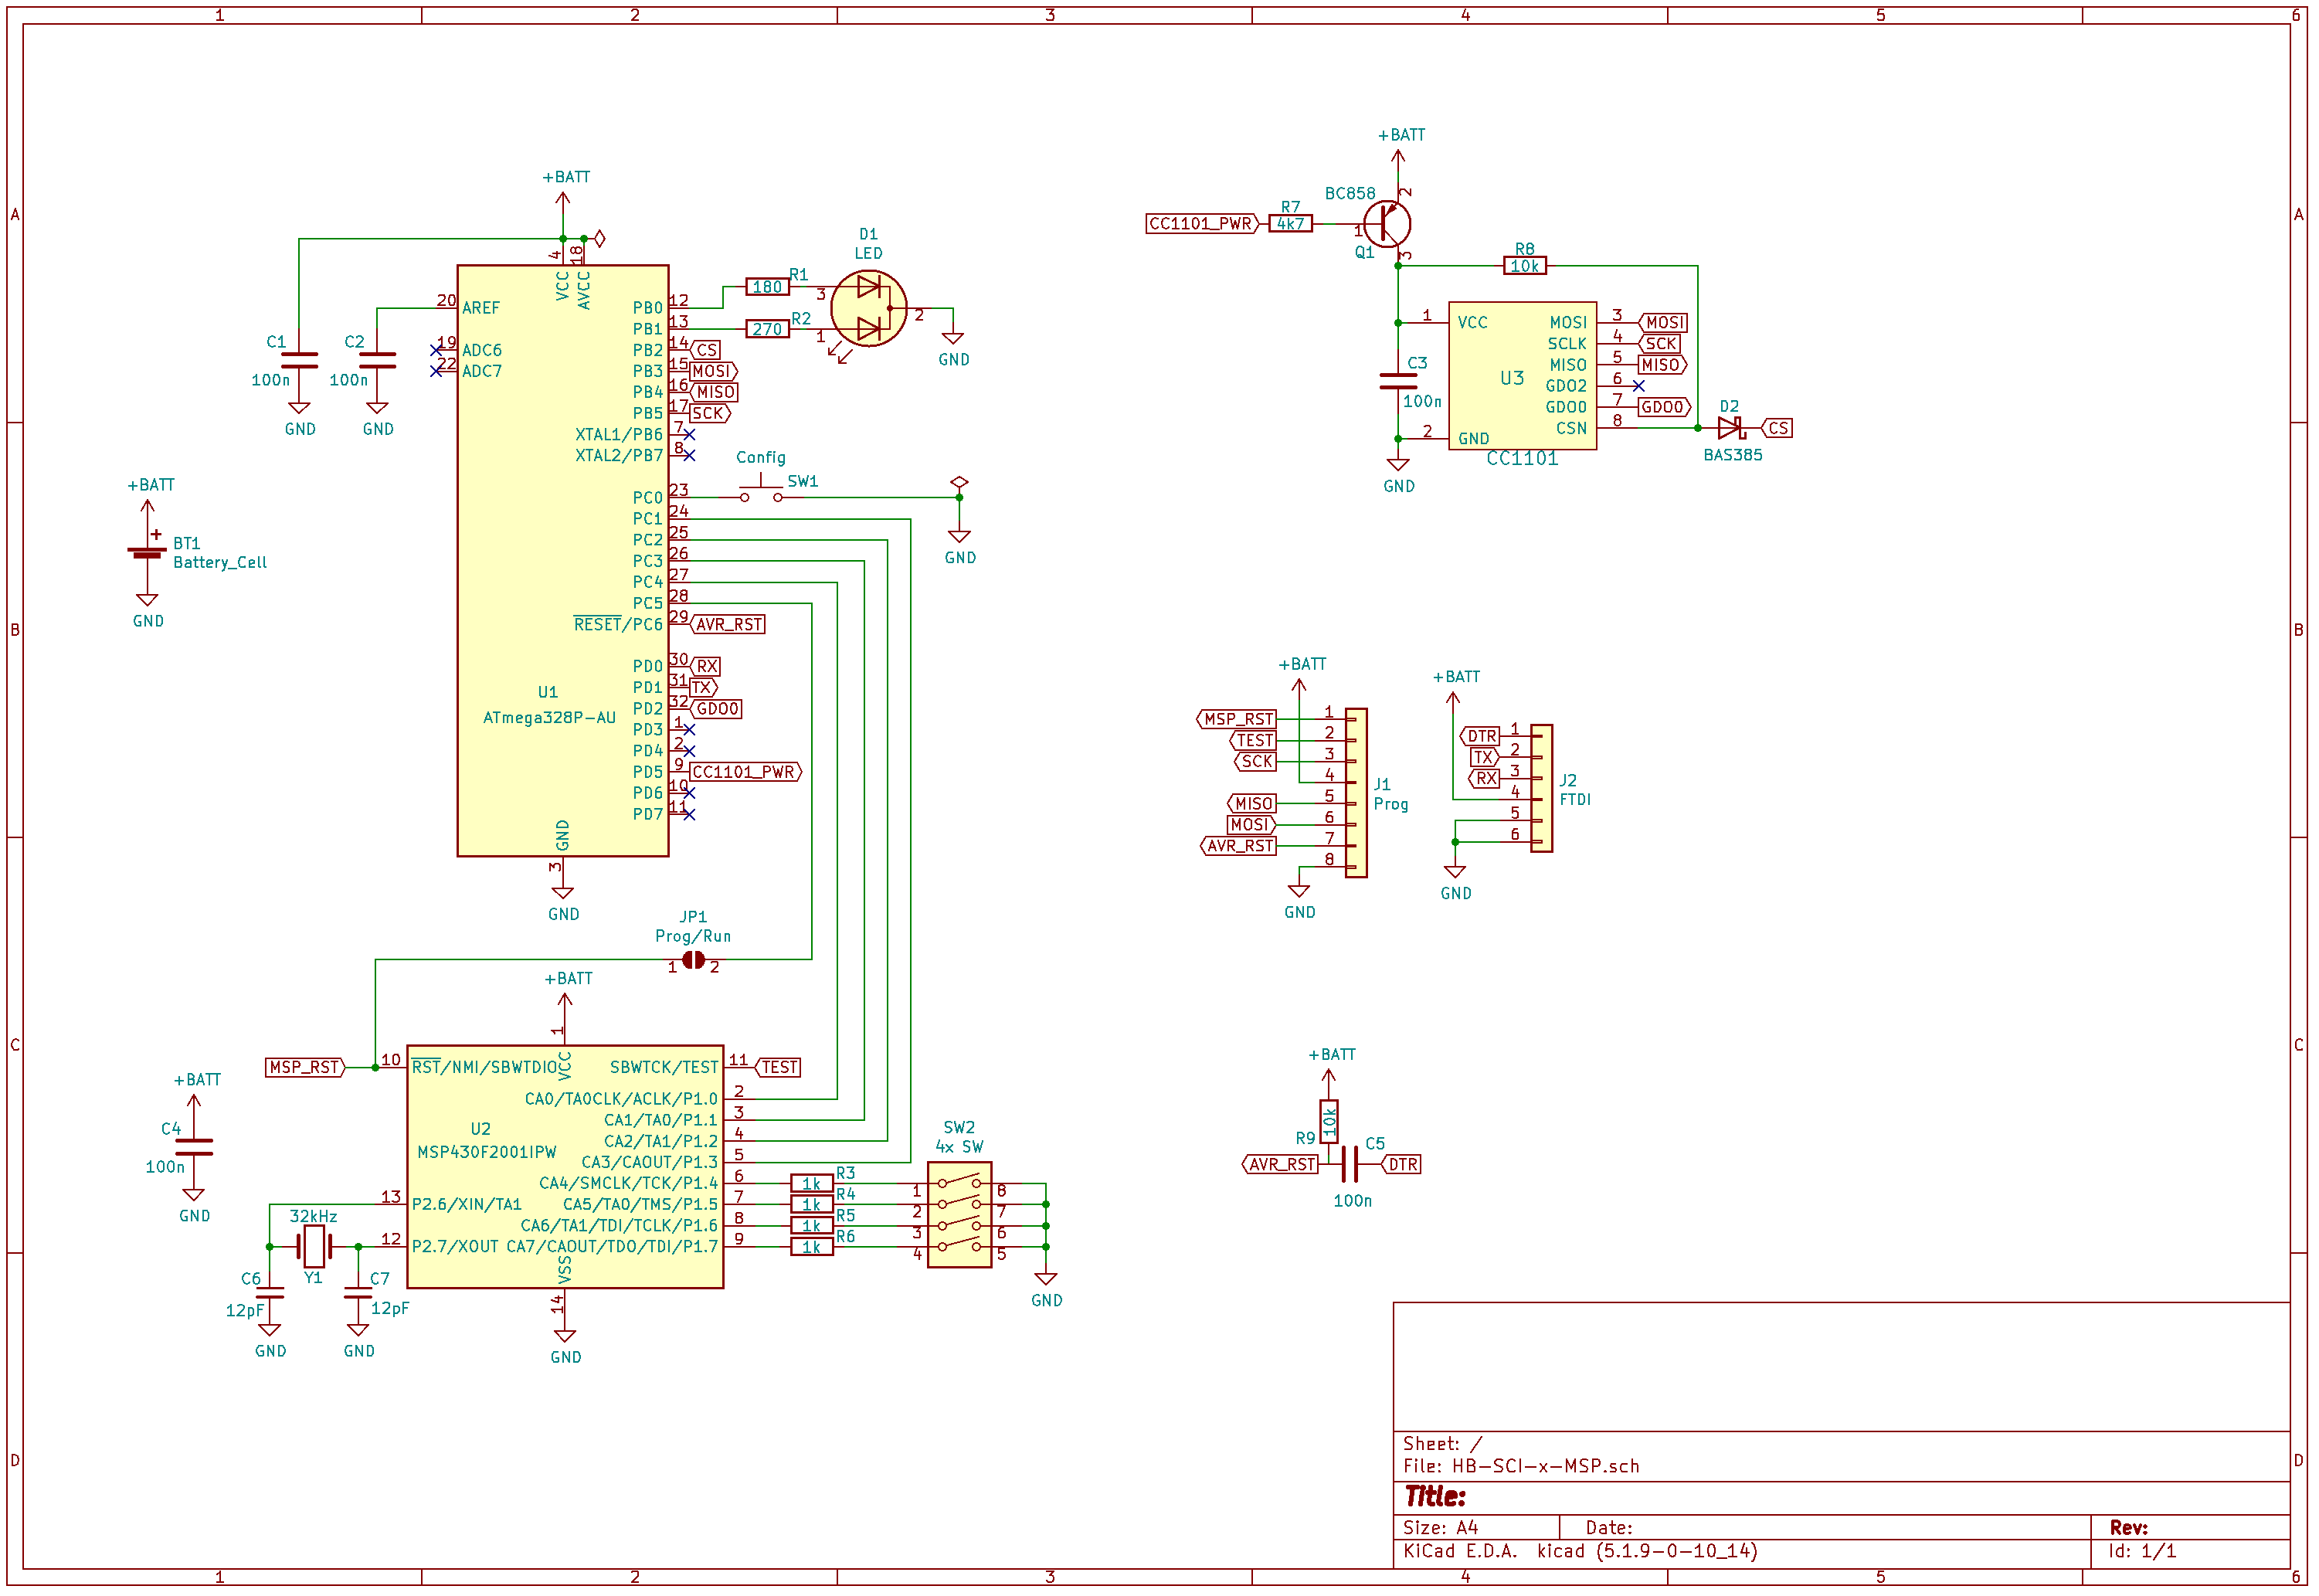 1 2 3 4 5 6
A A
B B
C C
D D
+BATT
C1
100n
GND
C2
100n
GND
20 AREF
19 ADC6
22 ADC7
4 VCC
18 AVCC
PB0 12
PB1 13
PB2 14 CS
PB3 15 MOSI
PB4 16 MISO
PB5 17 SCK
XTAL1/PB6 7
XTAL2/PB7 8
PC0 23
PC1 24
PC2 25
PC3 26
PC4 27
PC5 28
RESET/PC6 29 AVR_RST
PD0 30 RX
PD1 31 TX
PD2 32 GDO0
PD3 1
PD4 2
PD5 9 CC1101_PWR
PD6 10
PD7 11
U1
ATmega328P-AU
GND
3
GND
R1
180
R2
270
D1
LED
3
1
2
GND
Config
SW1
GND
+BATT
+
BT1
Battery_Cell
GND
+BATT
BC858
2
CC1101_PWR
R7
4k7
1
Q1
3
R8
10k
C3
100n
GND
1 VCC
2 GND
U3
CC1101
MOSI 3 MOSI
SCLK 4 SCK
MISO 5 MISO
GDO2 6
GDO0 7 GDO0
CSN 8
D2
BAS385
CS
+BATT
MSP_RST 1
TEST 2
SCK 3
4
MISO 5
MOSI 6
AVR_RST 7
8
J1
Prog
GND
+BATT
DTR 1
TX 2
RX 3
4
5
6
J2
FTDI
GND
JP1
Prog/Run
1 2
+BATT
1
VCC
MSP_RST 10 RST/NMI/SBWTDIO
SBWTCK/TEST 11 TEST
CA0/TA0CLK/ACLK/P1.0 2
CA1/TA0/P1.1 3
CA2/TA1/P1.2 4
CA3/CAOUT/P1.3 5
CA4/SMCLK/TCK/P1.4 6
CA5/TA0/TMS/P1.5 7
CA6/TA1/TDI/TCLK/P1.6 8
CA7/CAOUT/TDO/TDI/P1.7 9
U2
MSP430F2001IPW
13 P2.6/XIN/TA1
12 P2.7/XOUT
VSS
14
GND
+BATT
C4
100n
GND
32kHz
Y1
C6
12pF
GND
C7
12pF
GND
1k R3
1k R4
1k R5
1k R6
SW2
4x SW
1 8
2 7
3 6
4 5
GND
+BATT
10k
R9
AVR_RST
C5
100n
DTR
Sheet: /
File: HB-SCI-x-MSP.sch
Title:
Size: A4 Date: Rev:
KiCad E.D.A. kicad (5.1.9-0-10_14) Id: 1/1
1 2 3 4 5 6